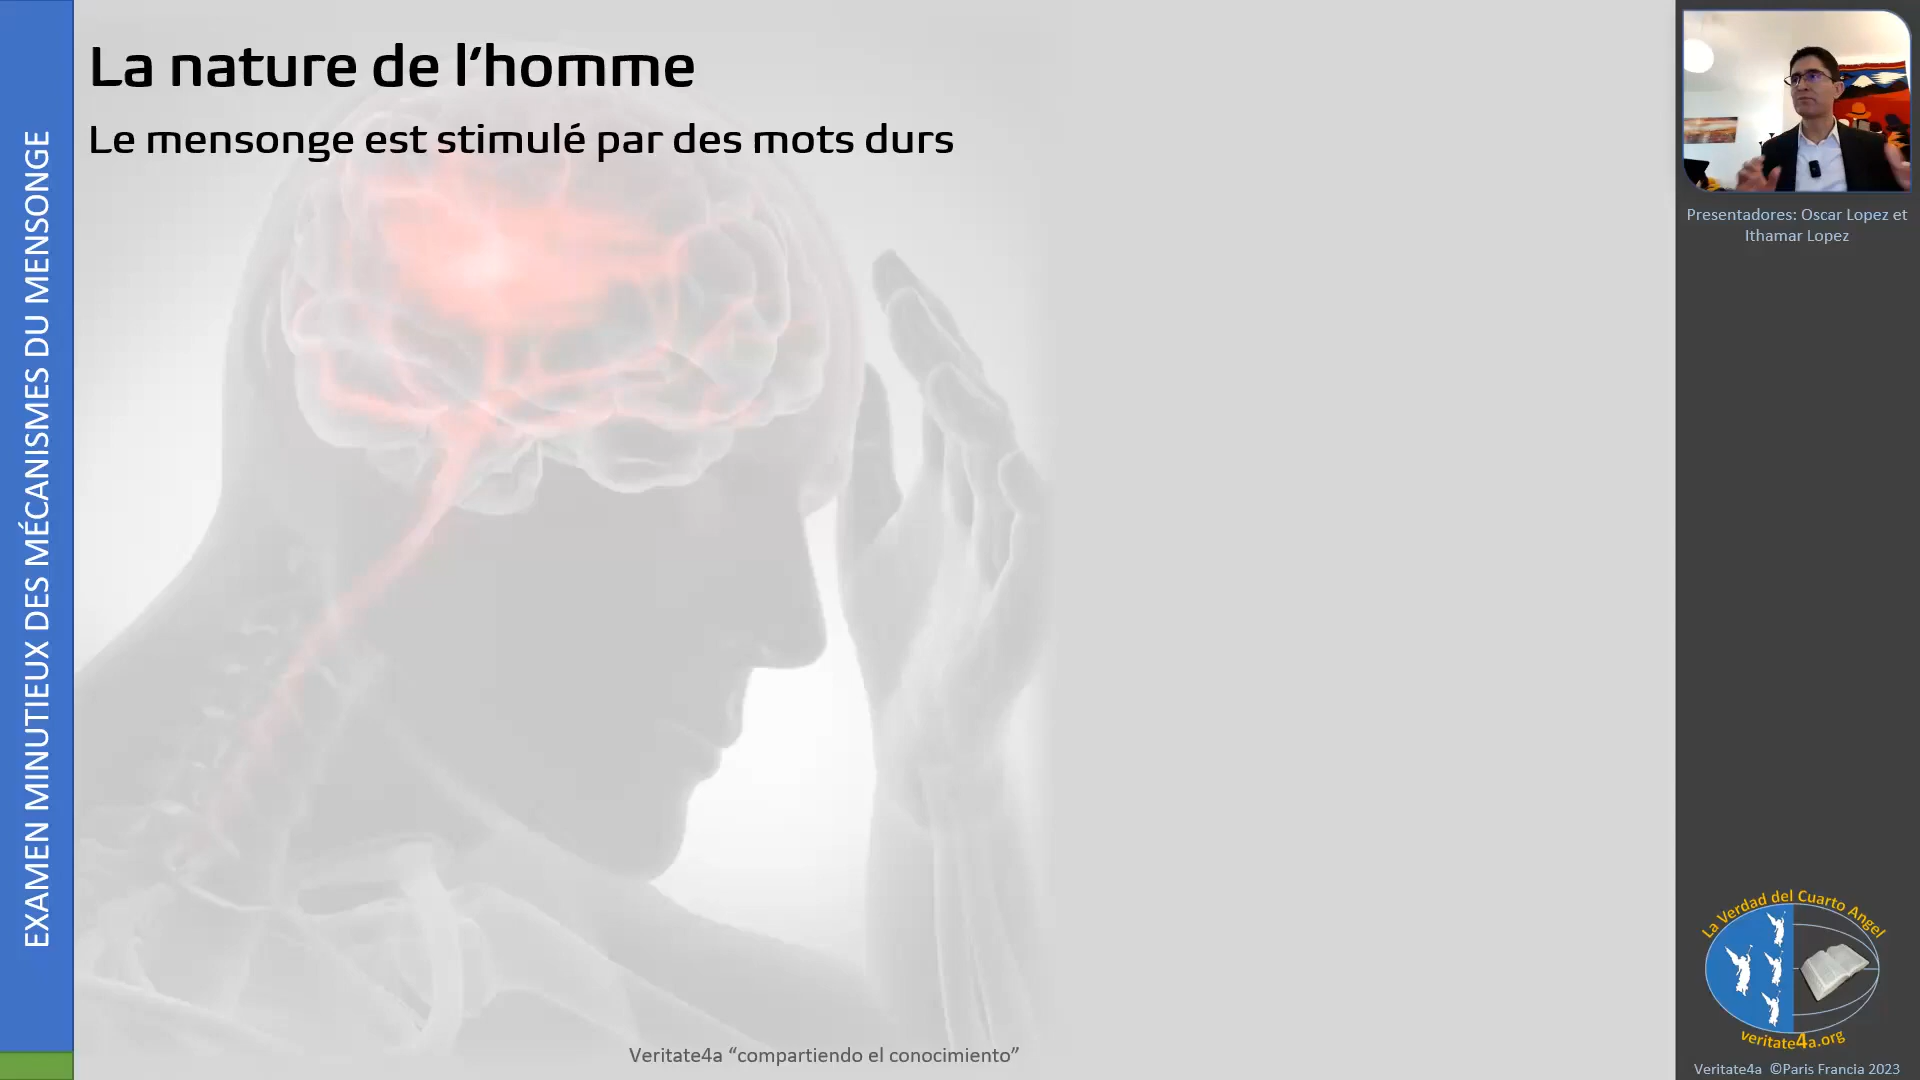 EXAMEN MINUTIEUX DES MÉCANISMES DU MENSONGE
La nature de l’homme
Le mensonge est stimulé par des mots durs
Veritate4a “compartiendo el conocimiento”
Presentadores: Oscar Lopez et
Ithamar Lopez
La Verdad del Cuarto Angel
veritate4a.org
Veritate4a ©Paris Francia 2023